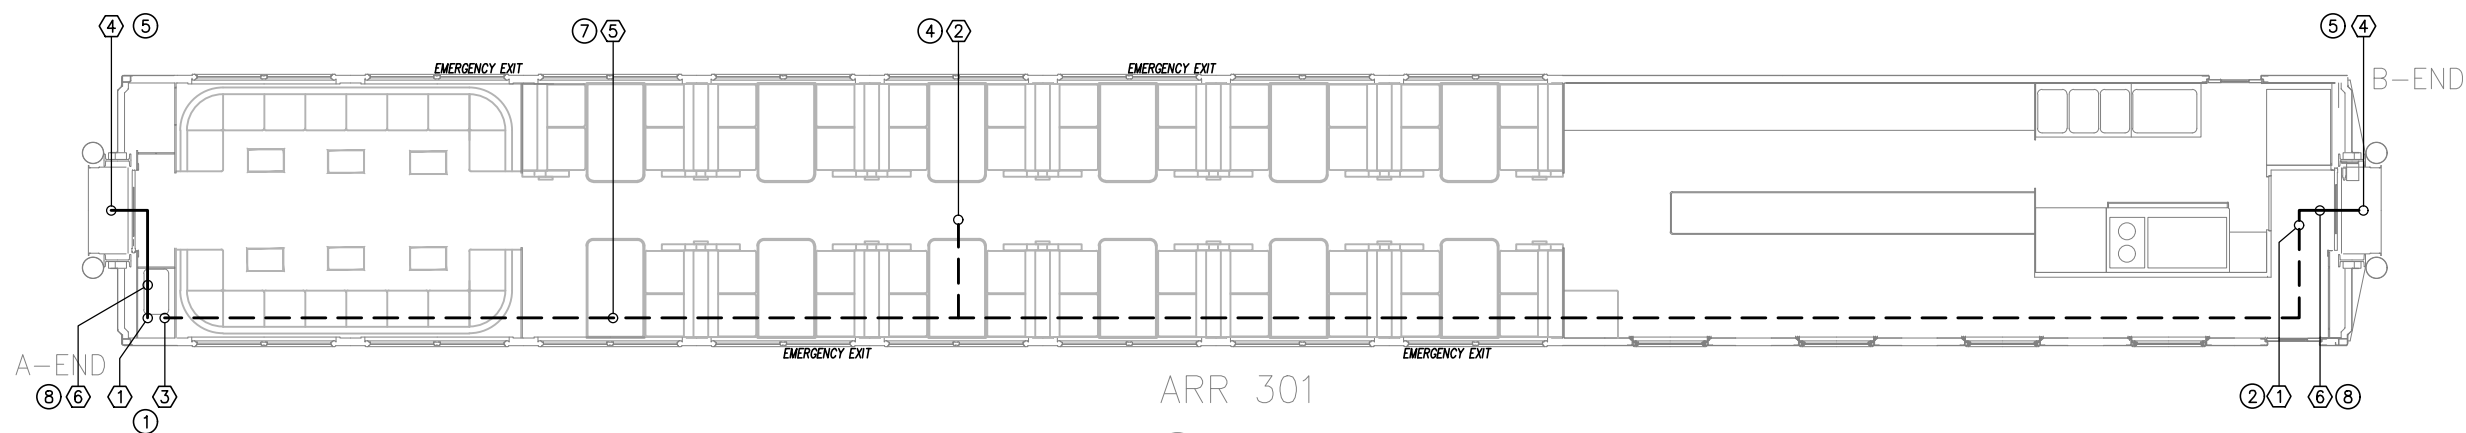 4 5 7 5 4 2 5 4
EMERGENCY EXIT EMERGENCY EXIT
B-END
EMERGENCY EXIT EMERGENCY EXIT
A-END
ARR 301
8 6 1 3 2 1 6 8
1